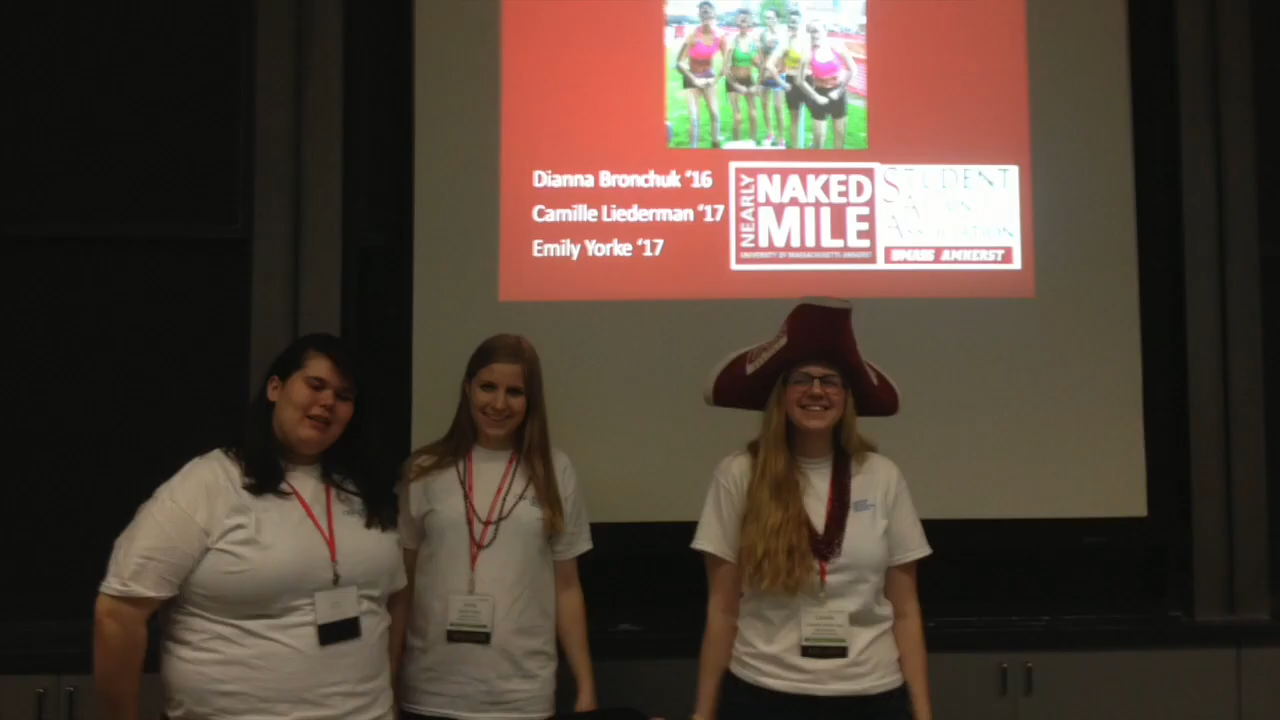 Dianna Bronchuk ‘16
Camille Liederman ‘17
Emily Yorke ‘17
NEARLY
NAKED
MILE
UNIVERSITY OF MASSACHUSETTS AMHERST
STUDENT
ASSOCIATION
UMASS AMHERST